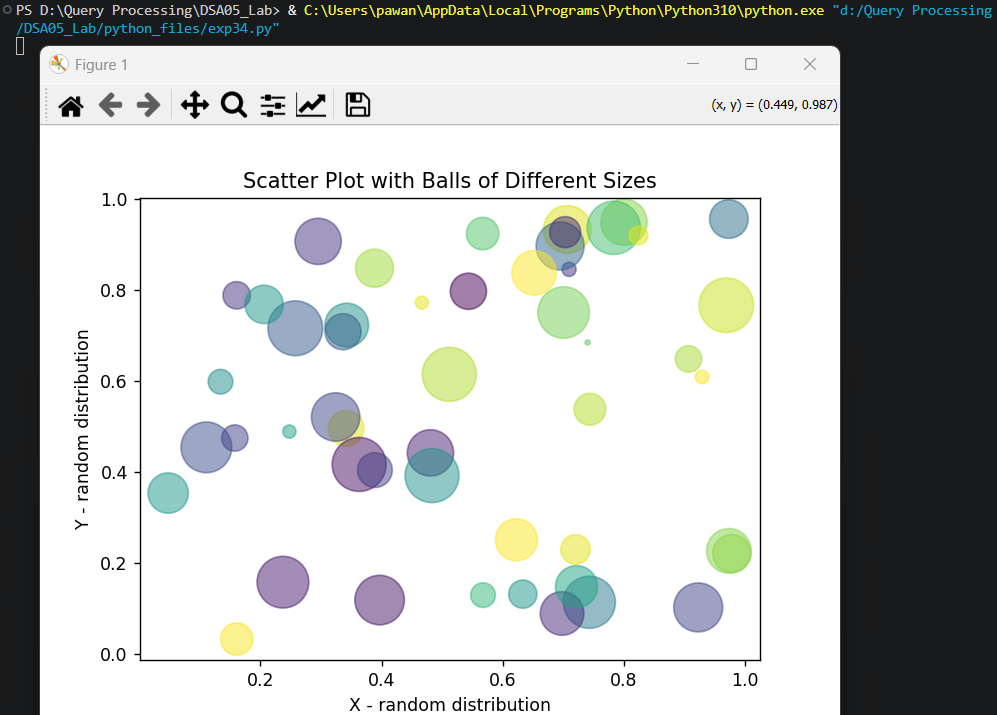 PS D:\Query Processing\DSA05_Lab> & C:\Users\pawan\AppData\Local\Programs\Python\Python310\python.exe "d:/Query Processing
/DSA05_Lab/python_files/exp34.py"
Figure 1
(x, y) = (0.449, 0.987)
Scatter Plot with Balls of Different Sizes
1.0
0.8
0.6
0.4
0.2
0.0
Y - random distribution
0.2 0.4 0.6 0.8 1.0
X - random distribution